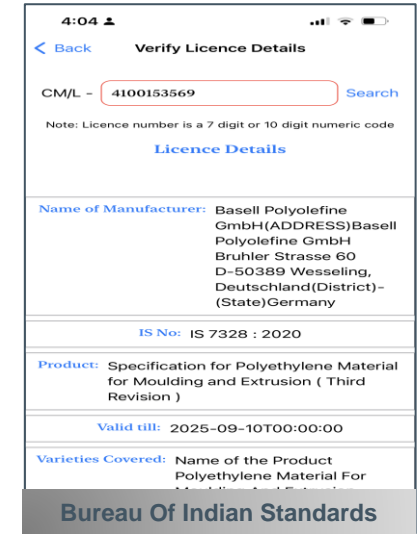 4:04
Back Verify Licence Details
CM/L - 4100153569 Search
Note: Licence number is a 7 digit or 10 digit numeric code
Licence Details
Name of Manufacturer: Basell Polyolefine
GmbH(ADDRESS)Basell
Polyolefine GmbH
Bruhler Strasse 60
D-50389 Wesseling,
Deutschland(District)-
(State)Germany
IS No: IS 7328 : 2020
Product: Specification for Polyethylene Material
for Moulding and Extrusion ( Third
Revision )
Valid till: 2025-09-10T00:00:00
Varieties Covered: Name of the Product
Polyethylene Material For
Bureau Of Indian Standards